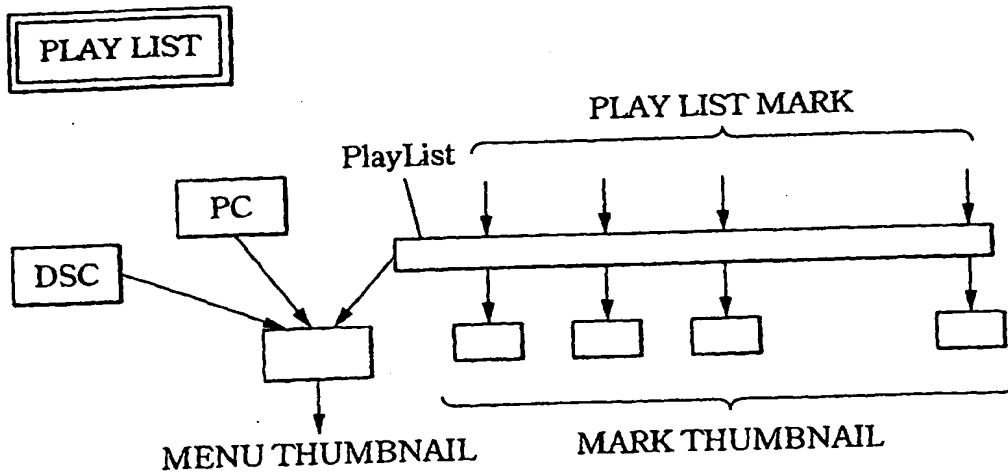 PLAY LIST
PLAY LIST MARK
PlayList
PC
DSC
MENU THUMBNAIL
MARK THUMBNAIL